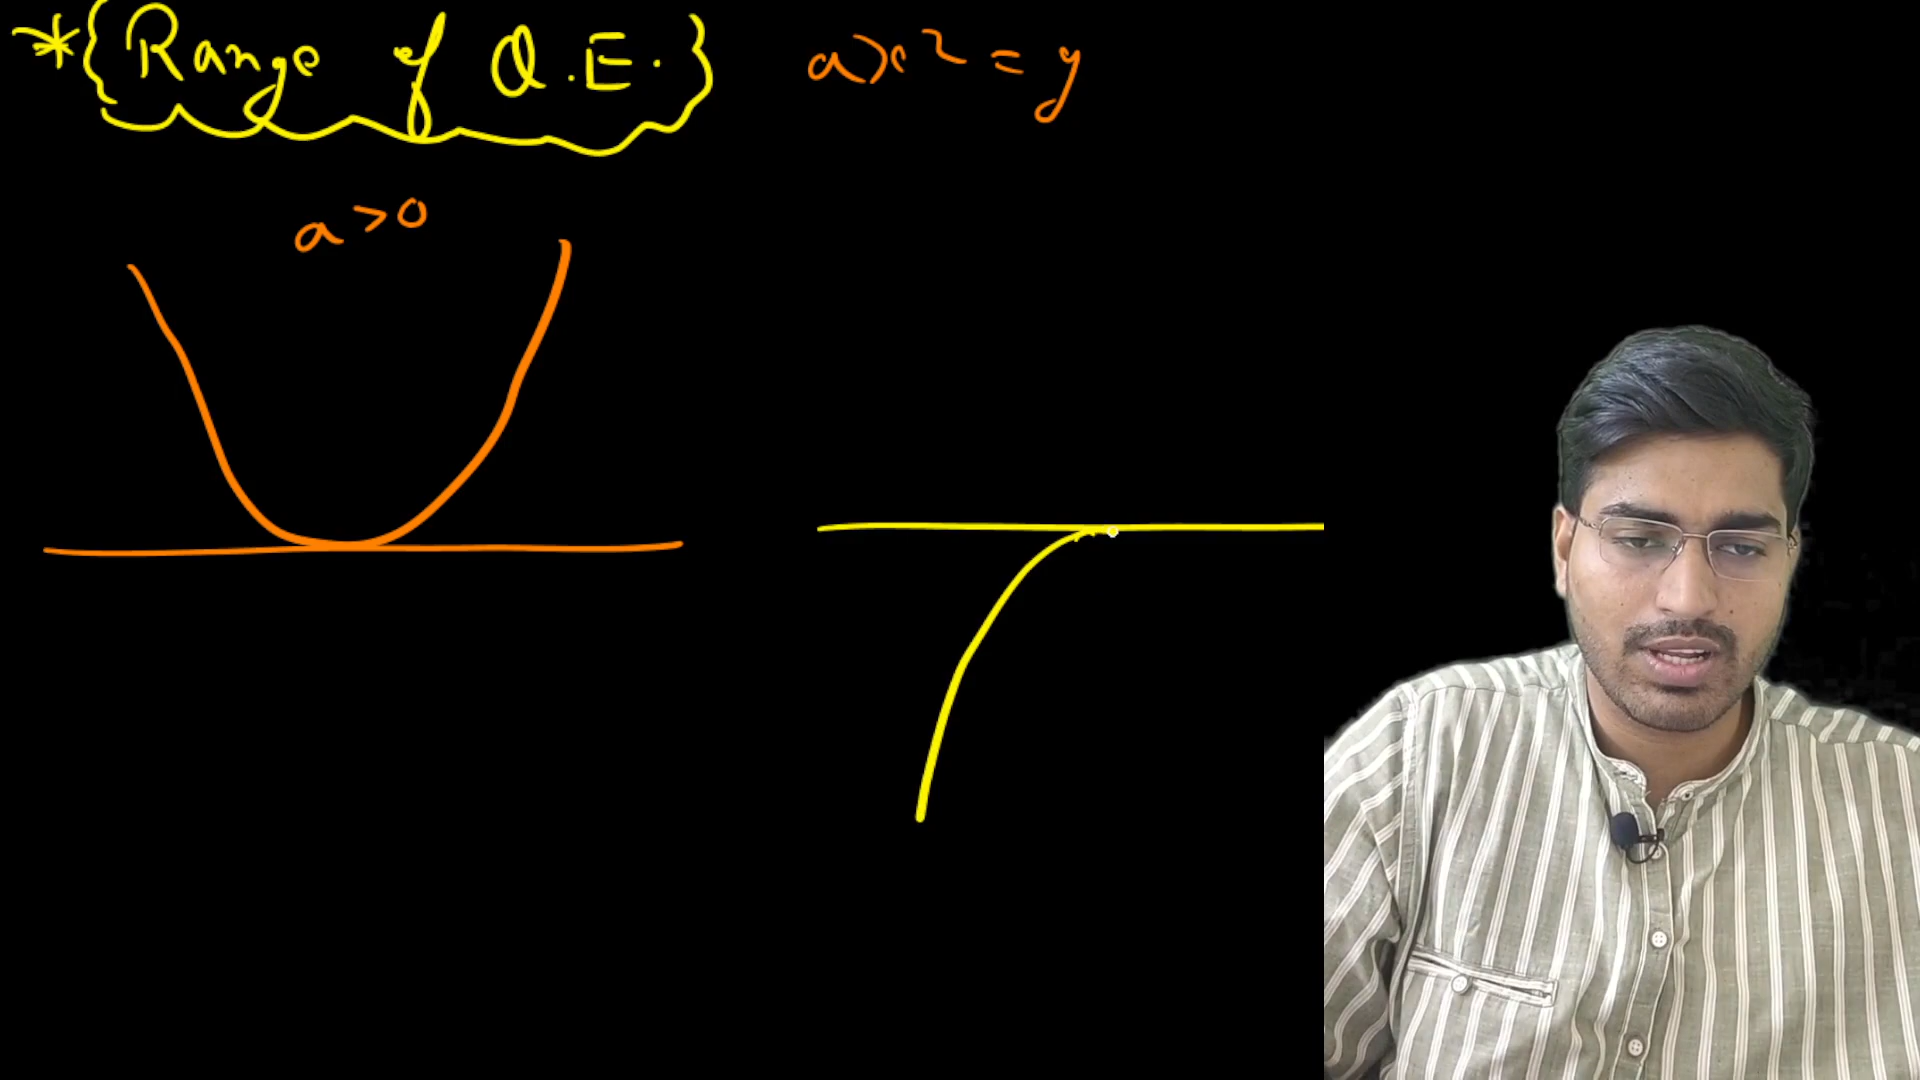 *{Range of Q.E.}
ax² = y
a>0